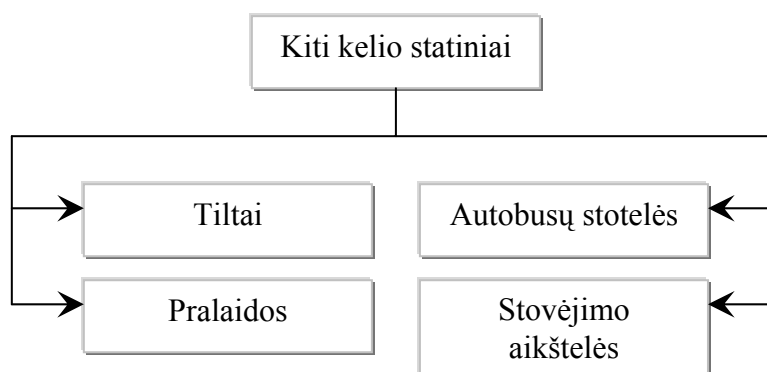 Kiti kelio statiniai
Tiltai
Autobusų stotelės
Pralaidos
Stovėjimo
aikštelės